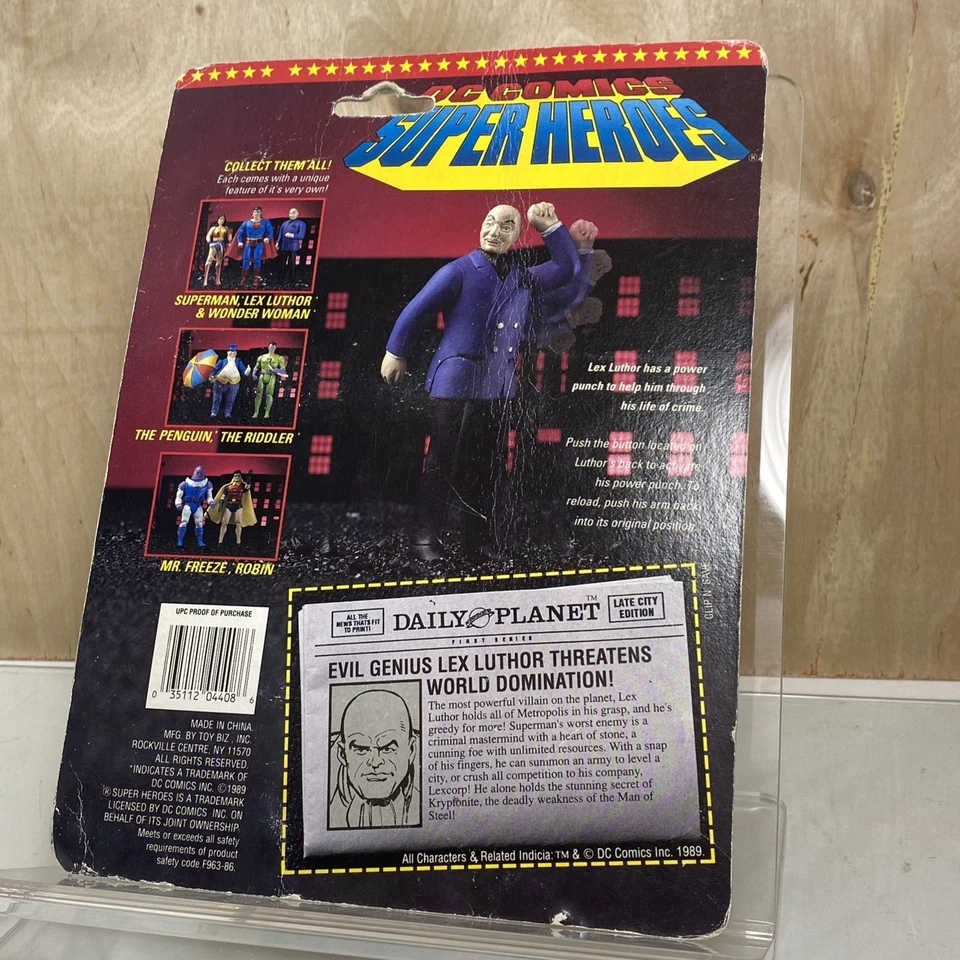 DC COMICS
SUPER HEROES®
COLLECT THEM ALL!
Each comes with a unique
feature of it's very own!
SUPERMAN,* LEX LUTHOR*
& WONDER WOMAN*
THE PENGUIN,* THE RIDDLER*
MR. FREEZE,* ROBIN*
Lex Luthor has a power
punch to help him through
his life of crime.
Push the button located on
Luthor's back to activate
his power punch. To
reload, push his arm back
into its original position.
CLIP 'N' SAVE
UPC PROOF OF PURCHASE
0 35112 04408 6
MADE IN CHINA
MFG. BY TOY BIZ., INC.
ROCKVILLE CENTRE, NY 11570
ALL RIGHTS RESERVED.
*INDICATES A TRADEMARK OF
DC COMICS INC. ©1989
® SUPER HEROES IS A TRADEMARK
LICENSED BY DC COMICS INC. ON
BEHALF OF ITS JOINT OWNERSHIP.
Meets or exceeds all safety
requirements of product
safety code F963-86.
ALL THE
NEWS THATS FIT
TO PRINT!
DAILY PLANET™
LATE CITY
EDITION
FIRST SERIES
EVIL GENIUS LEX LUTHOR THREATENS
WORLD DOMINATION!
The most powerful villain on the planet, Lex
Luthor holds all of Metropolis in his grasp, and he's
greedy for more! Superman's worst enemy is a
criminal mastermind with a heart of stone, a
cunning foe with unlimited resources. With a snap
of his fingers, he can summon an army to level a
city, or crush all competition to his company,
Lexcorp! He alone holds the stunning secret of
Kryptonite, the deadly weakness of the Man of
Steel!
All Characters & Related Indicia: TM & © DC Comics Inc. 1989.